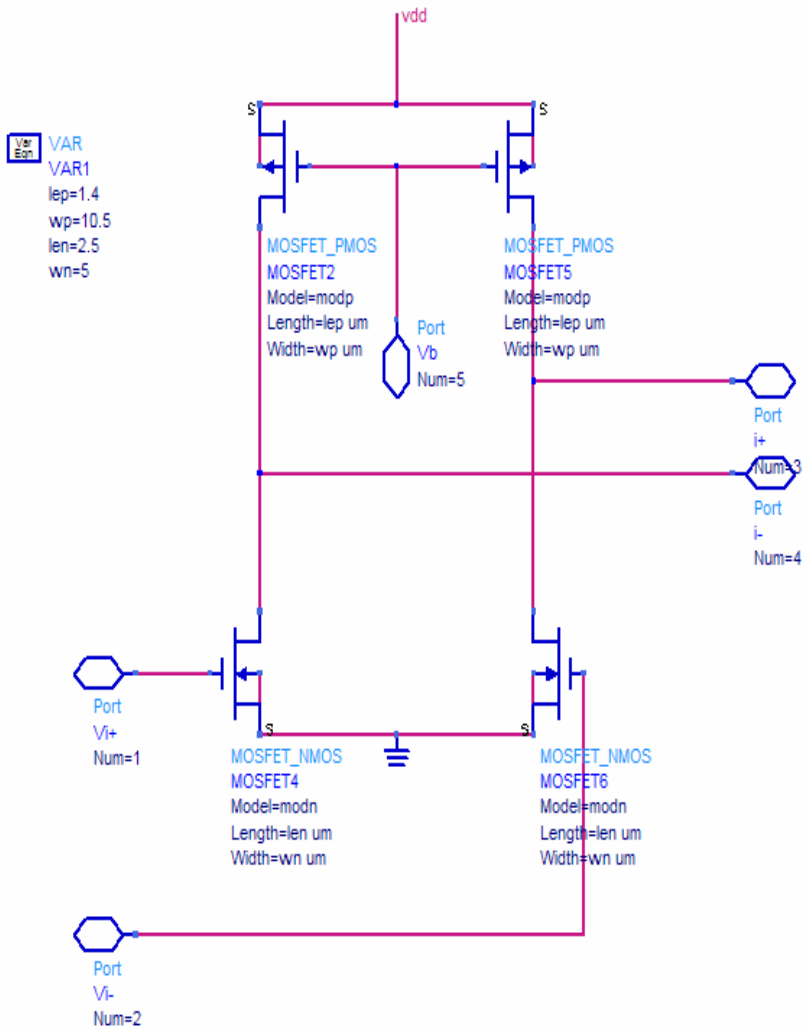 vdd
S
S
Var
Eqn
VAR
VAR1
lep=1.4
wp=10.5
len=2.5
wn=5
MOSFET_PMOS
MOSFET2
Model=modp
Length=lep um
Width=wp um
MOSFET_PMOS
MOSFET5
Model=modp
Length=lep um
Width=wp um
Port
Vb
Num=5
Port
i+
Num=3
Port
i-
Num=4
Port
Vi+
Num=1
S
S
MOSFET_NMOS
MOSFET4
Model=modn
Length=len um
Width=wn um
MOSFET_NMOS
MOSFET6
Model=modn
Length=len um
Width=wn um
Port
Vi-
Num=2